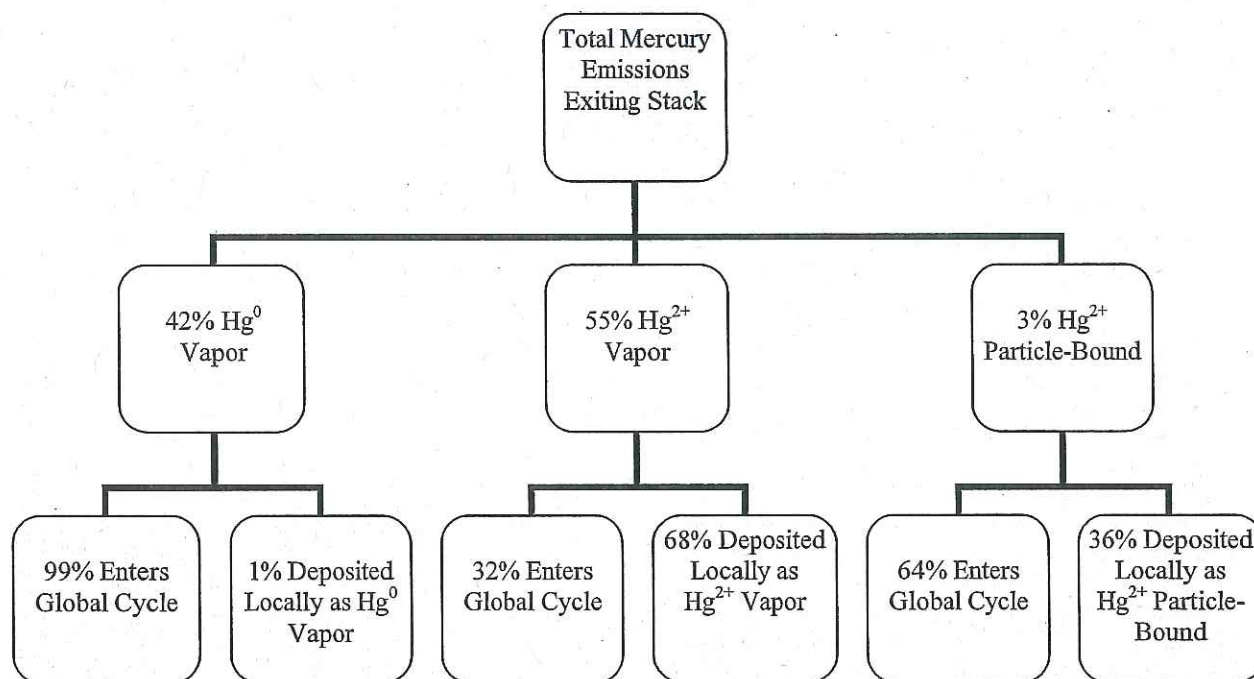 Total Mercury
Emissions
Exiting Stack
42% Hg⁰
Vapor
55% Hg²⁺
Vapor
3% Hg²⁺
Particle-Bound
99% Enters
Global Cycle
1% Deposited
Locally as Hg⁰
Vapor
32% Enters
Global Cycle
68% Deposited
Locally as
Hg²⁺ Vapor
64% Enters
Global Cycle
36% Deposited
Locally as
Hg²⁺ Particle-
Bound